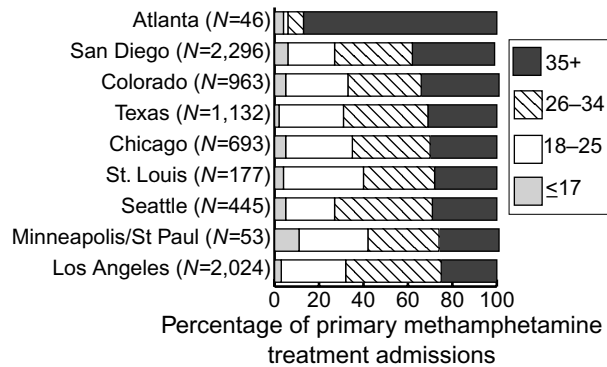 Atlanta (N=46)
San Diego (N=2,296)
Colorado (N=963)
Texas (N=1,132)
Chicago (N=693)
St. Louis (N=177)
Seattle (N=445)
Minneapolis/St Paul (N=53)
Los Angeles (N=2,024)
0 20 40 60 80 100
Percentage of primary methamphetamine
treatment admissions
35+
26–34
18–25
≤17